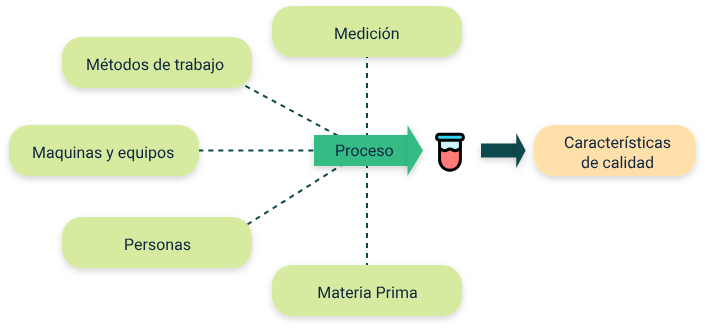 Medición
Métodos de trabajo
Maquinas y equipos
Proceso
Características
de calidad
Personas
Materia Prima